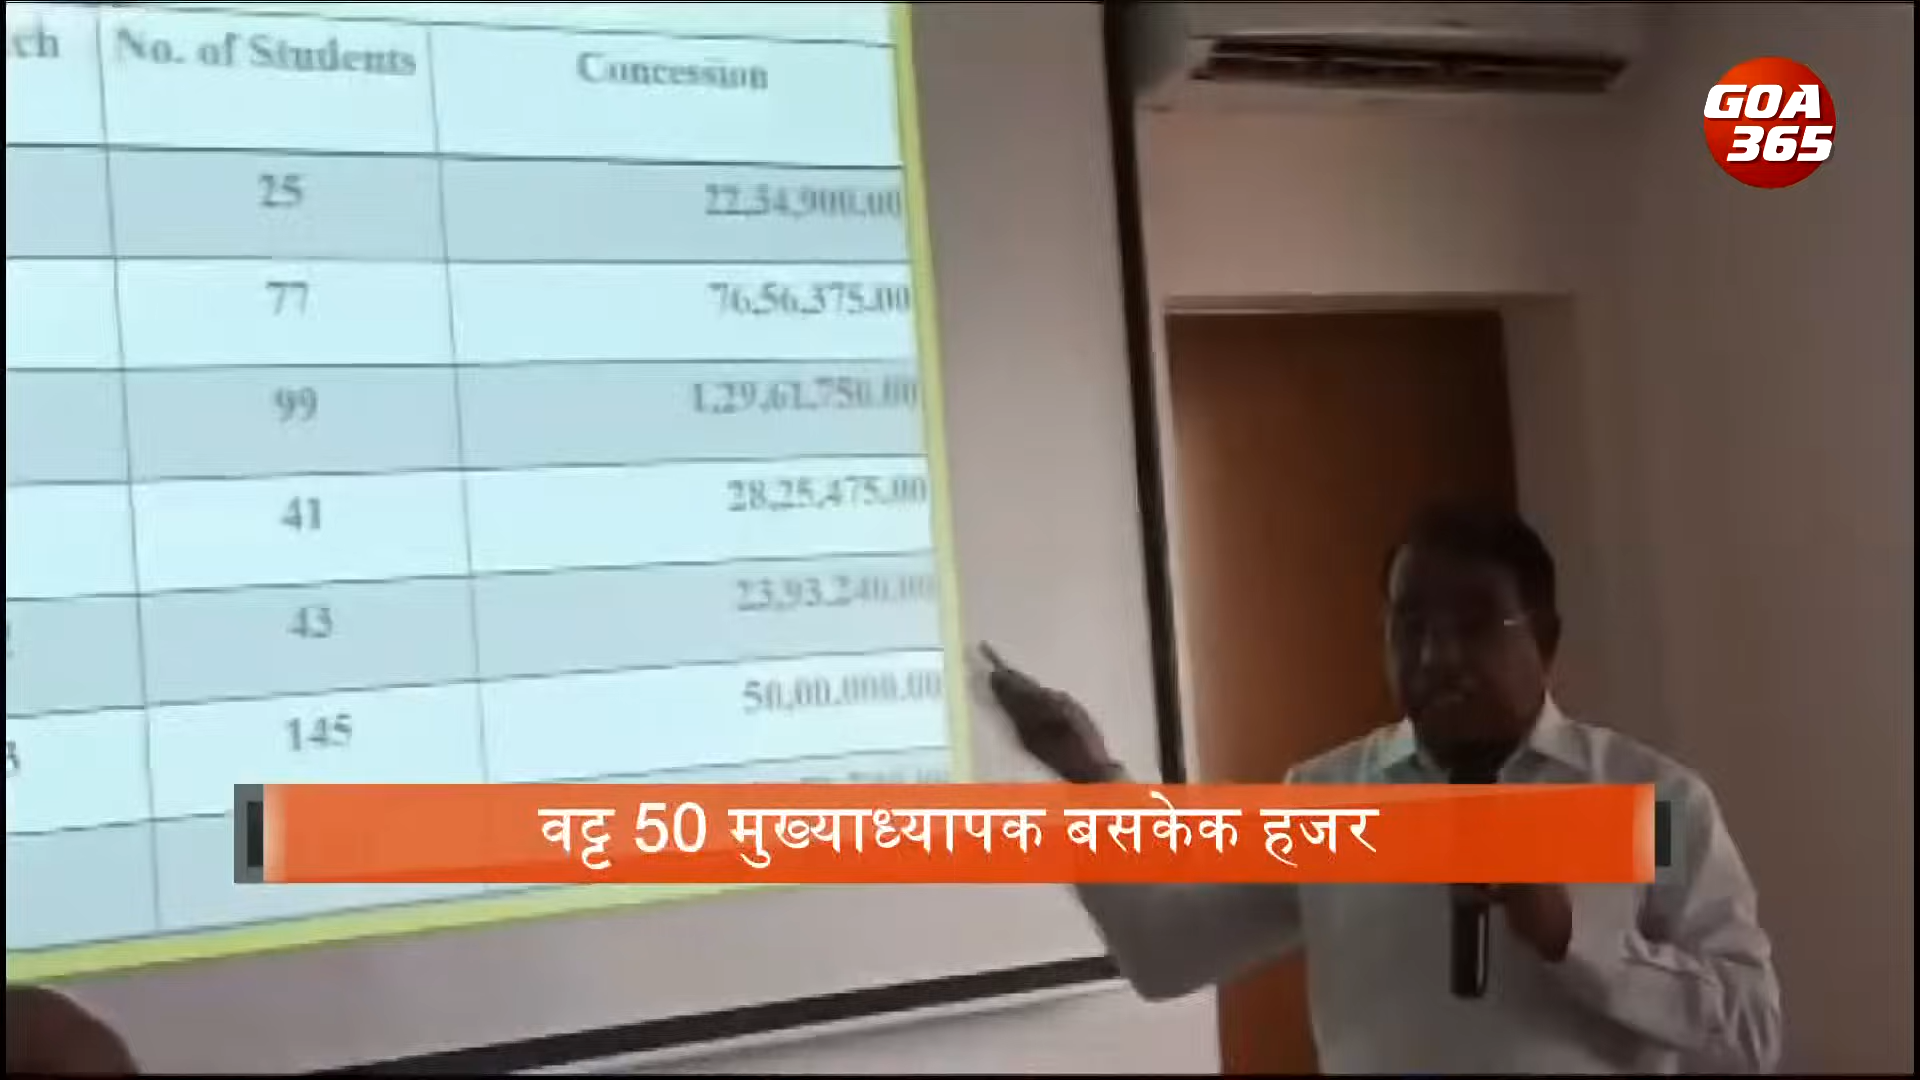 ch No. of Students Concession
25 22,34,900.00
77 76,56,375.00
99 1,29,61,750.00
41 28,25,475.00
43 23,93,240.00
145 50,00,000.00
GOA
365
वट्ट 50 मुख्याध्यापक बसकेक हजर